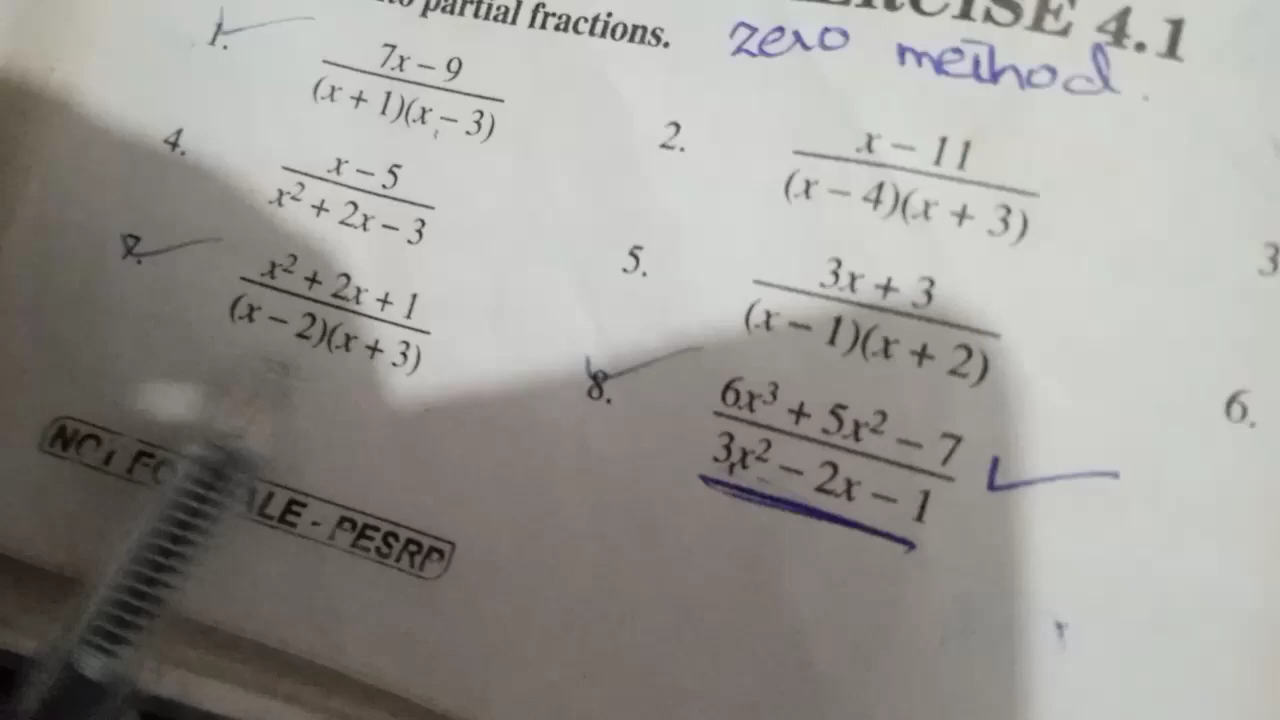 EXERCISE 4.1
partial fractions.
zero method.
1. (7x – 9)/((x + 1)(x – 3))
2. (x – 11)/((x – 4)(x + 3))
3
4. (x – 5)/(x² + 2x – 3)
5. (3x + 3)/((x – 1)(x + 2))
6.
7. (x² + 2x + 1)/((x – 2)(x + 3))
8. (6x³ + 5x² – 7)/(3x² – 2x – 1)
NOT FO ALE - PESRP